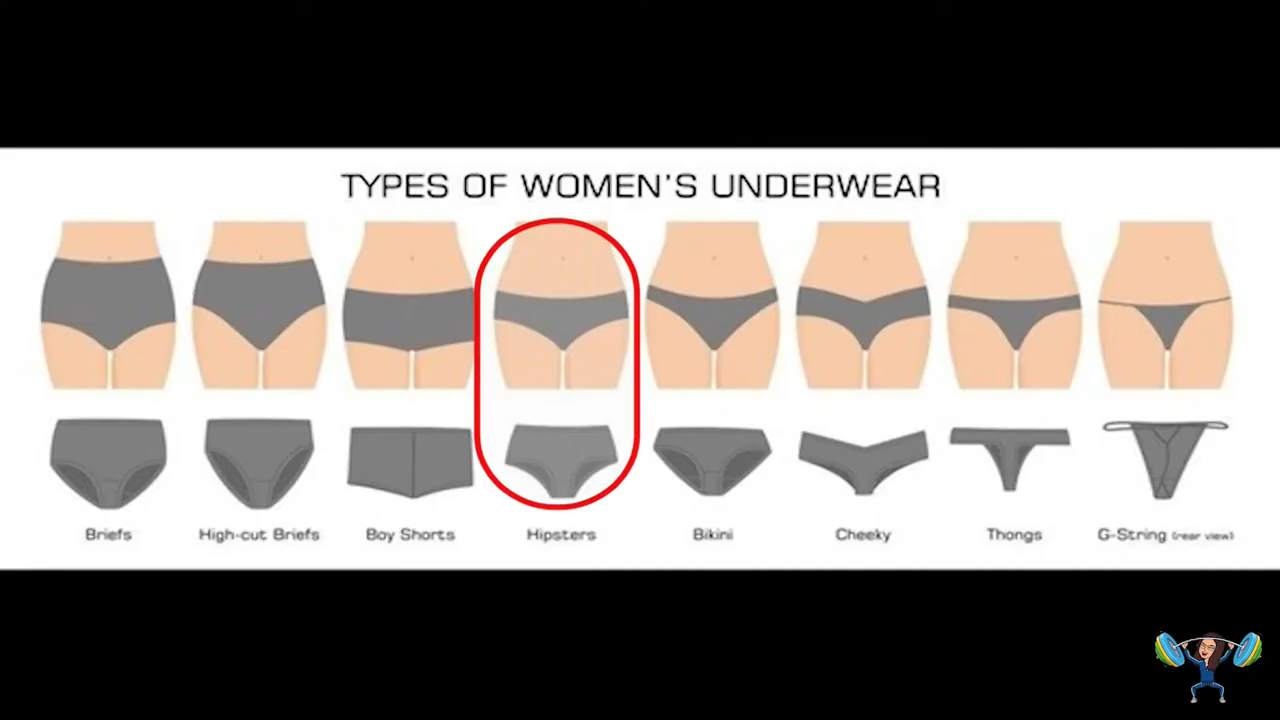 TYPES OF WOMEN'S UNDERWEAR
Briefs
High-cut Briefs
Boy Shorts
Hipsters
Bikini
Cheeky
Thongs
G-String (rear view)